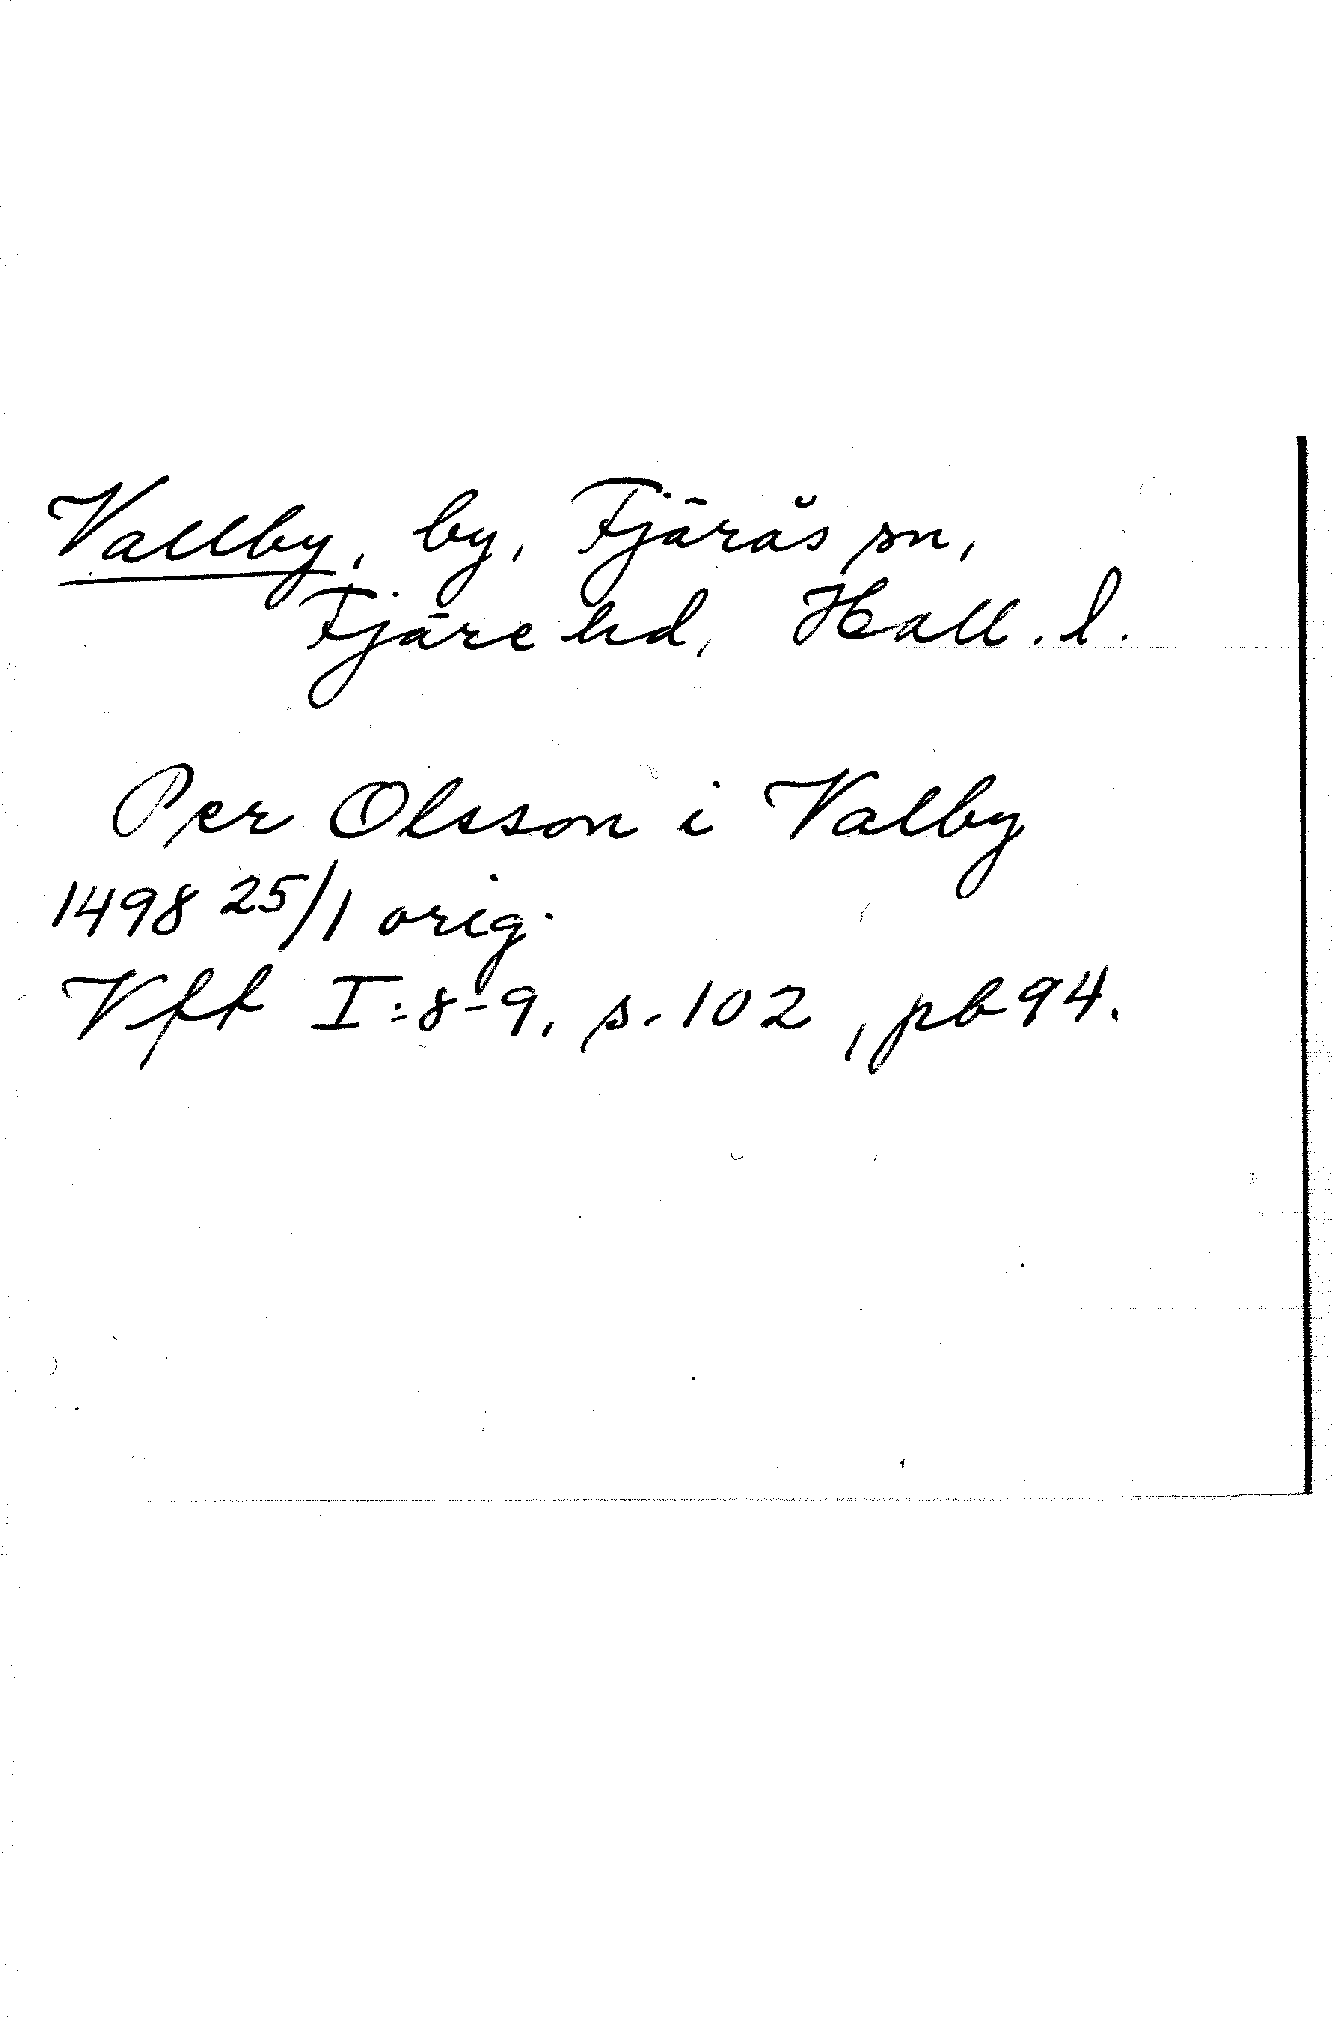 Vallby, by, Fjärås sn,
Fjäre hd, Hall. l.
Per Olsson i Valby
1498 25/1 orig.
Vff I:8-9, s. 102, pb 94.